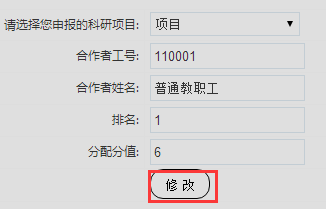 请选择您申报的科研项目: 项目
合作者工号: 110001
合作者姓名: 普通教职工
排名: 1
分配分值: 6
修 改